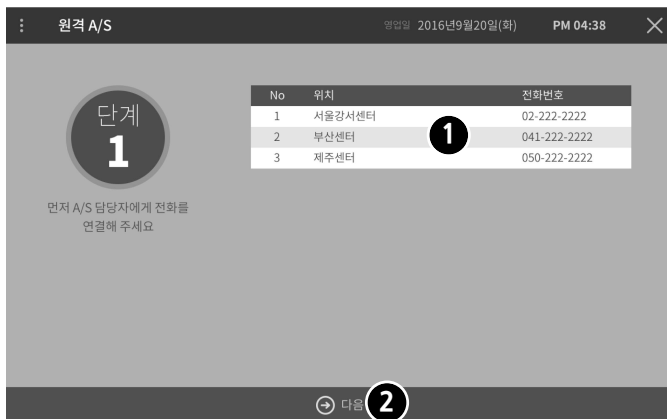 원격 A/S 영업일 2016년9월20일(화) PM 04:38
단계
1
먼저 A/S 담당자에게 전화를
연결해 주세요
No 위치 전화번호
1 서울강서센터 02-222-2222
2 부산센터 041-222-2222
3 제주센터 050-222-2222
1
다음 2